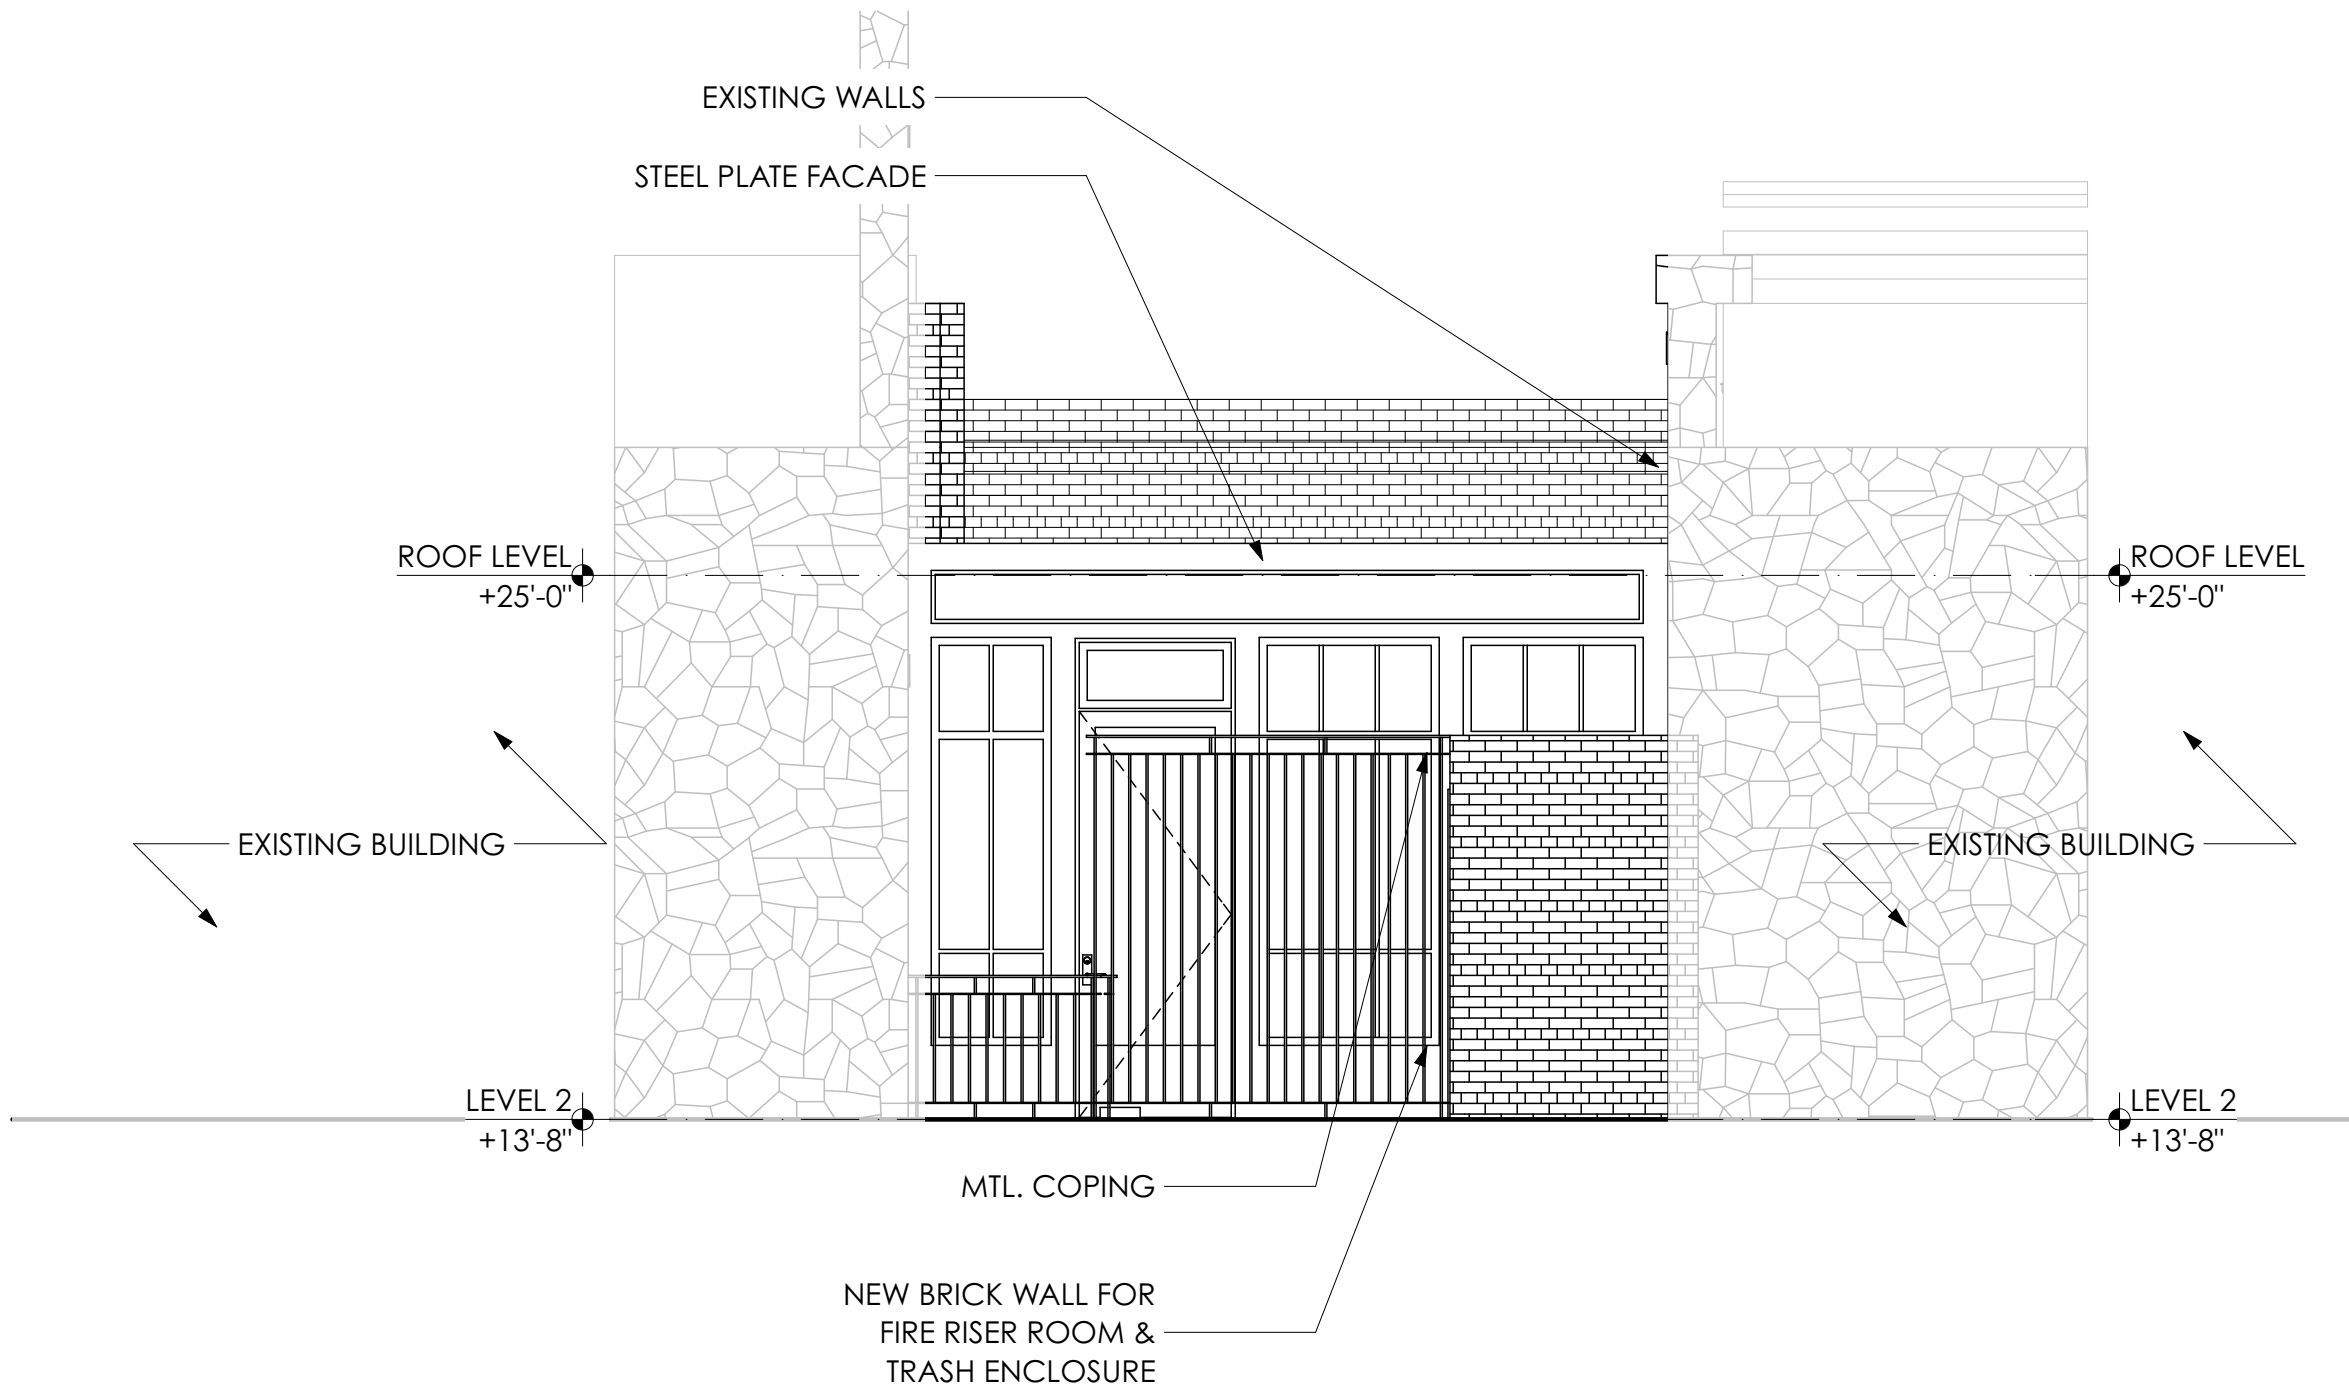 EXISTING WALLS
STEEL PLATE FACADE
ROOF LEVEL
+25'-0"
ROOF LEVEL
+25'-0"
EXISTING BUILDING
EXISTING BUILDING
LEVEL 2
+13'-8"
LEVEL 2
+13'-8"
MTL. COPING
NEW BRICK WALL FOR
FIRE RISER ROOM &
TRASH ENCLOSURE